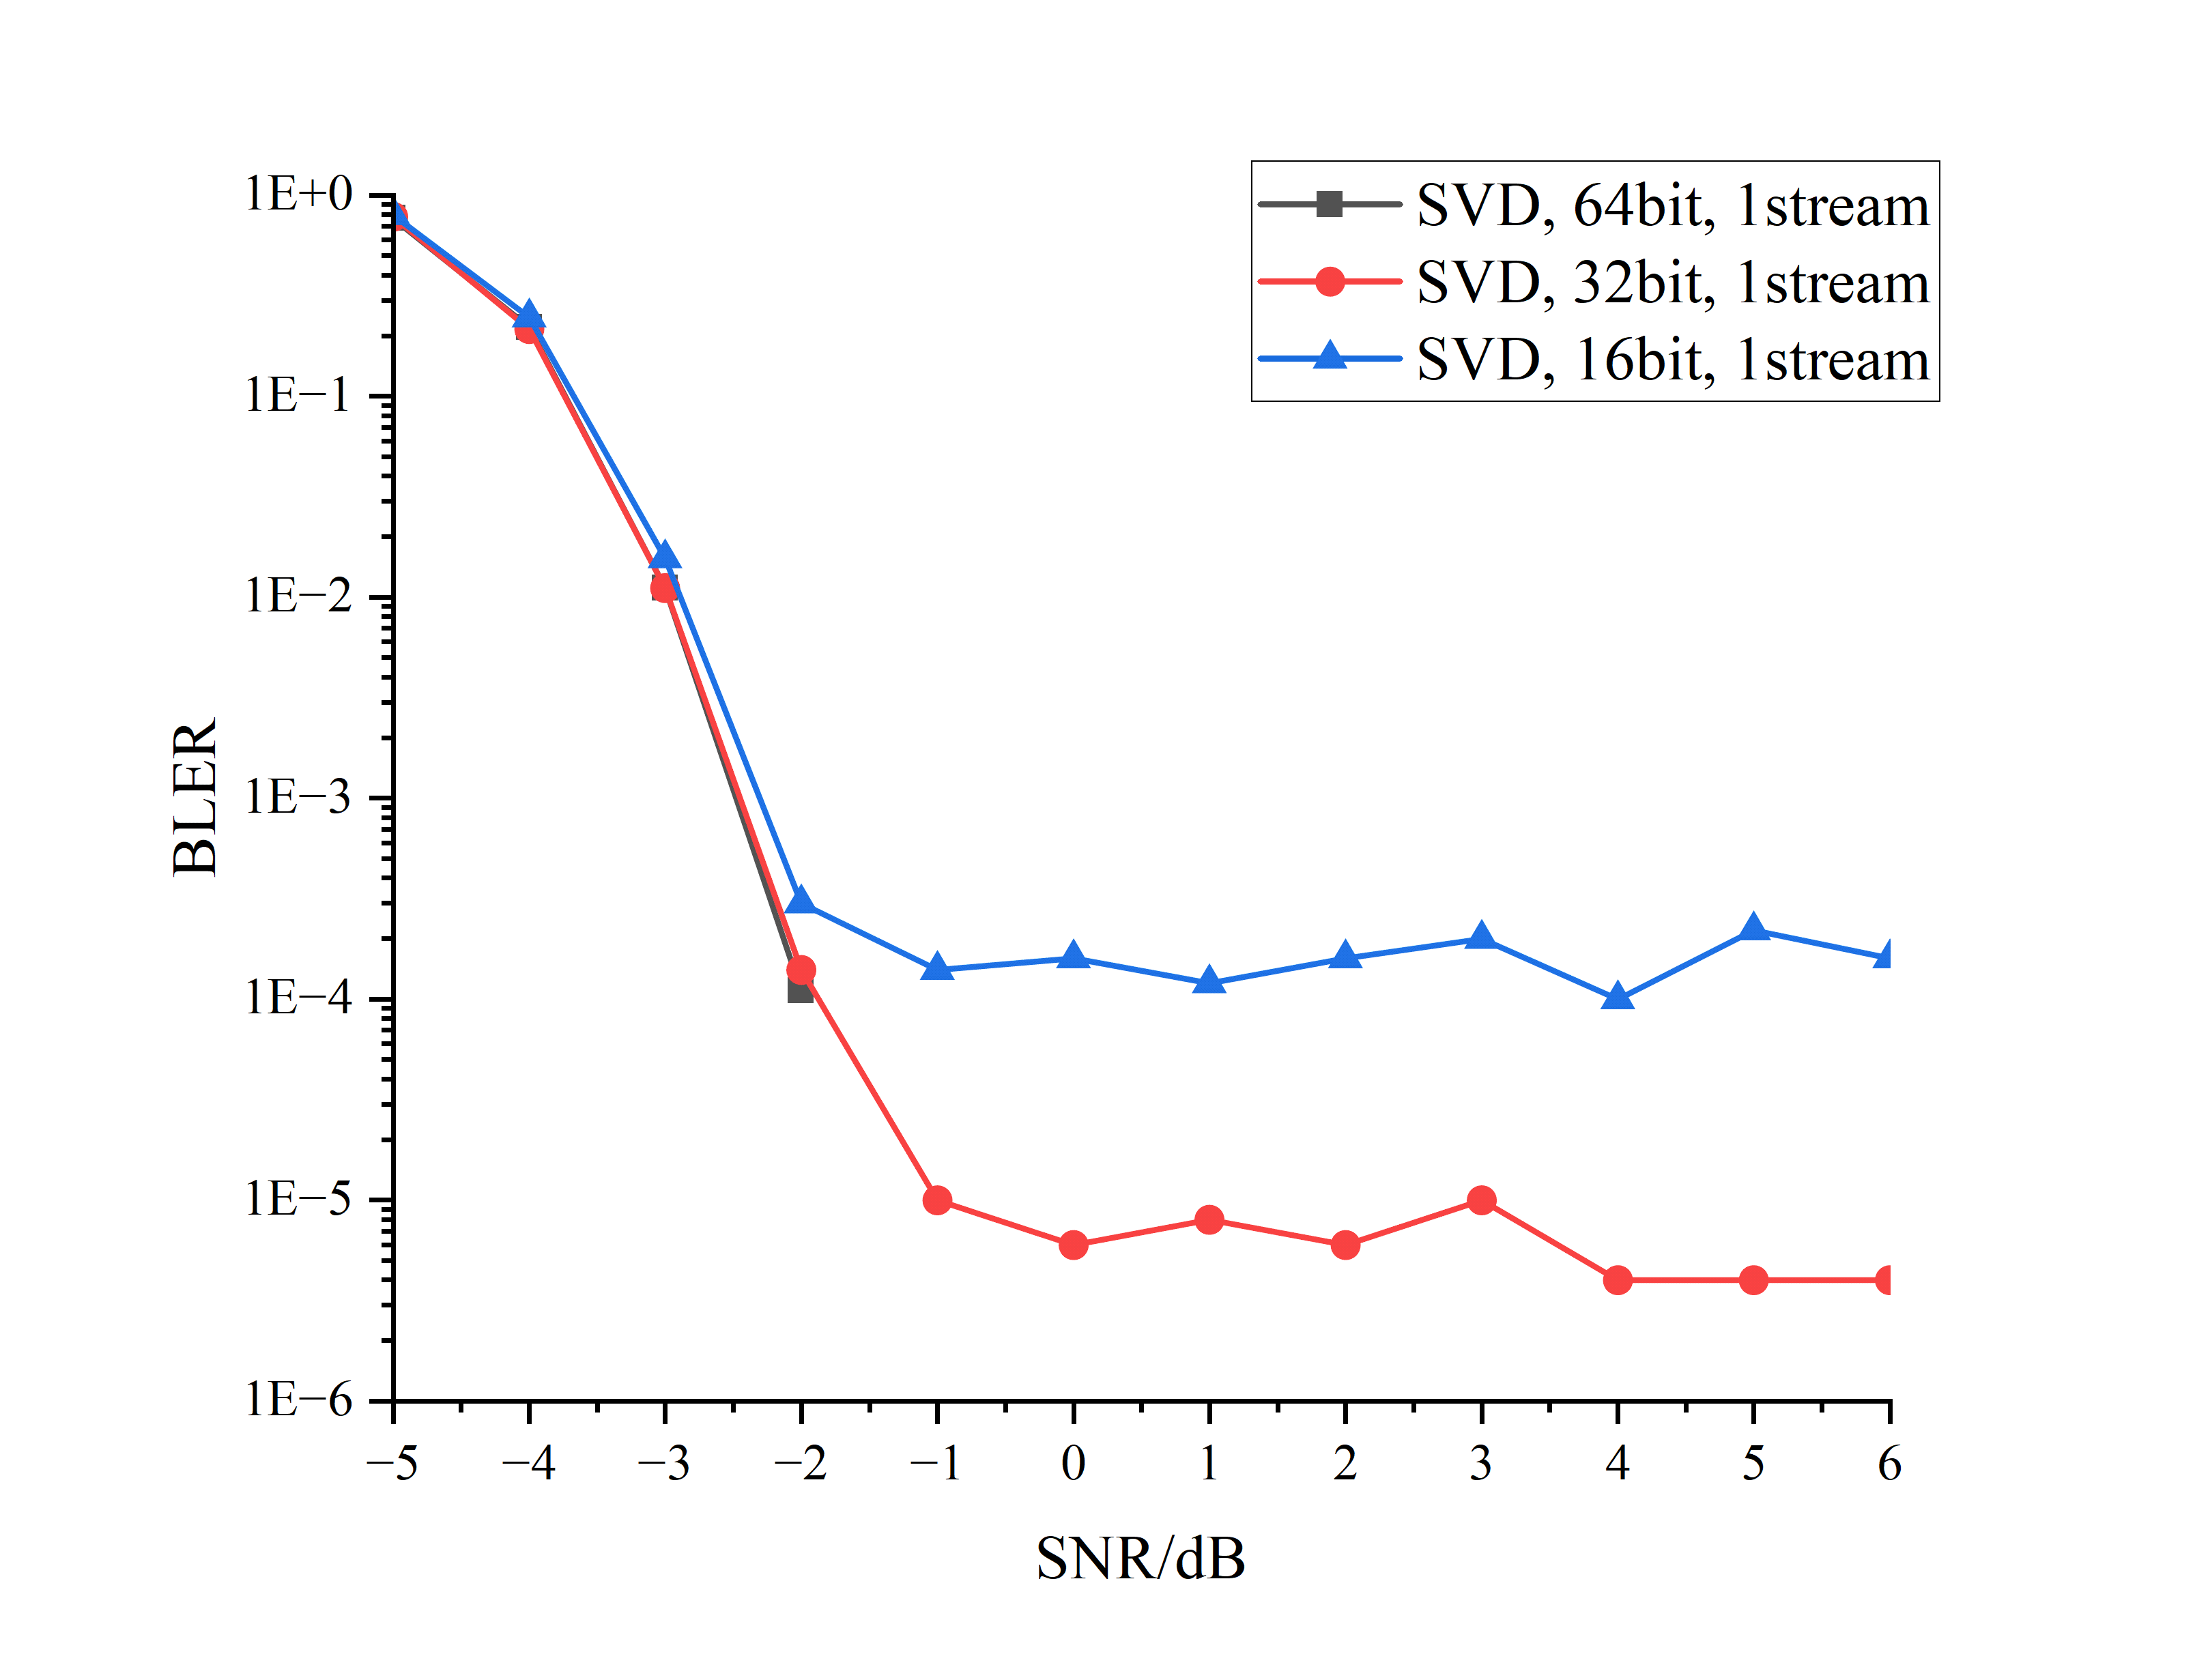 SVD, 64bit, 1stream
SVD, 32bit, 1stream
SVD, 16bit, 1stream
1E+0
1E−1
1E−2
1E−3
1E−4
1E−5
1E−6
BLER
−5 −4 −3 −2 −1 0 1 2 3 4 5 6
SNR/dB